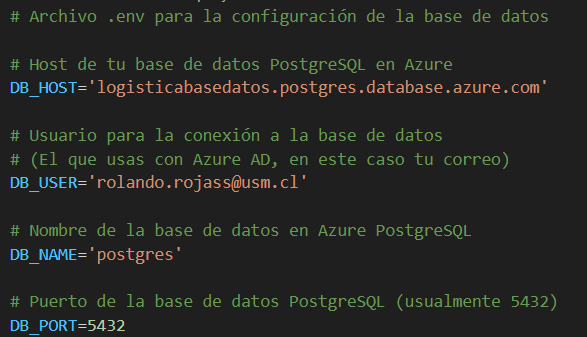 # Archivo .env para la configuración de la base de datos
# Host de tu base de datos PostgreSQL en Azure
DB_HOST='logisticabasedatos.postgres.database.azure.com'
# Usuario para la conexión a la base de datos
# (El que usas con Azure AD, en este caso tu correo)
DB_USER='rolando.rojass@usm.cl'
# Nombre de la base de datos en Azure PostgreSQL
DB_NAME='postgres'
# Puerto de la base de datos PostgreSQL (usualmente 5432)
DB_PORT=5432